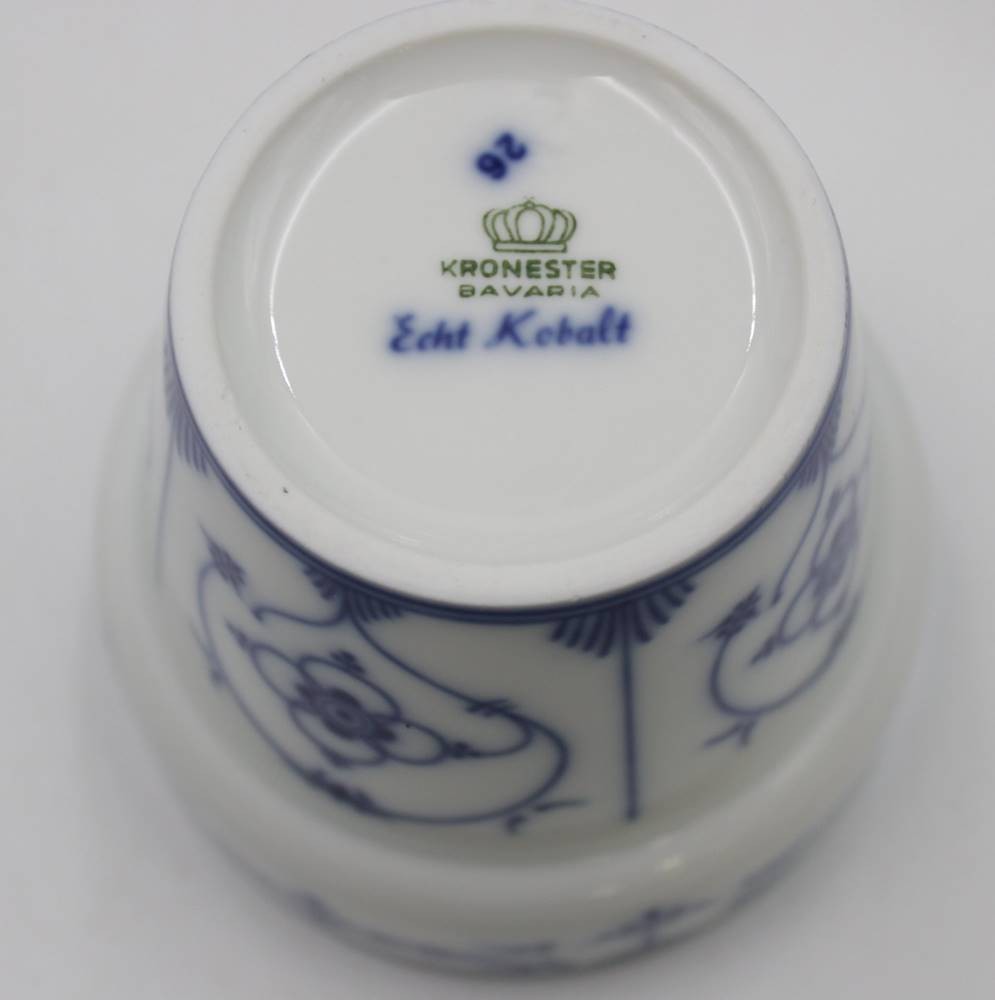 26
KRONESTER
BAVARIA
Echt Kobalt